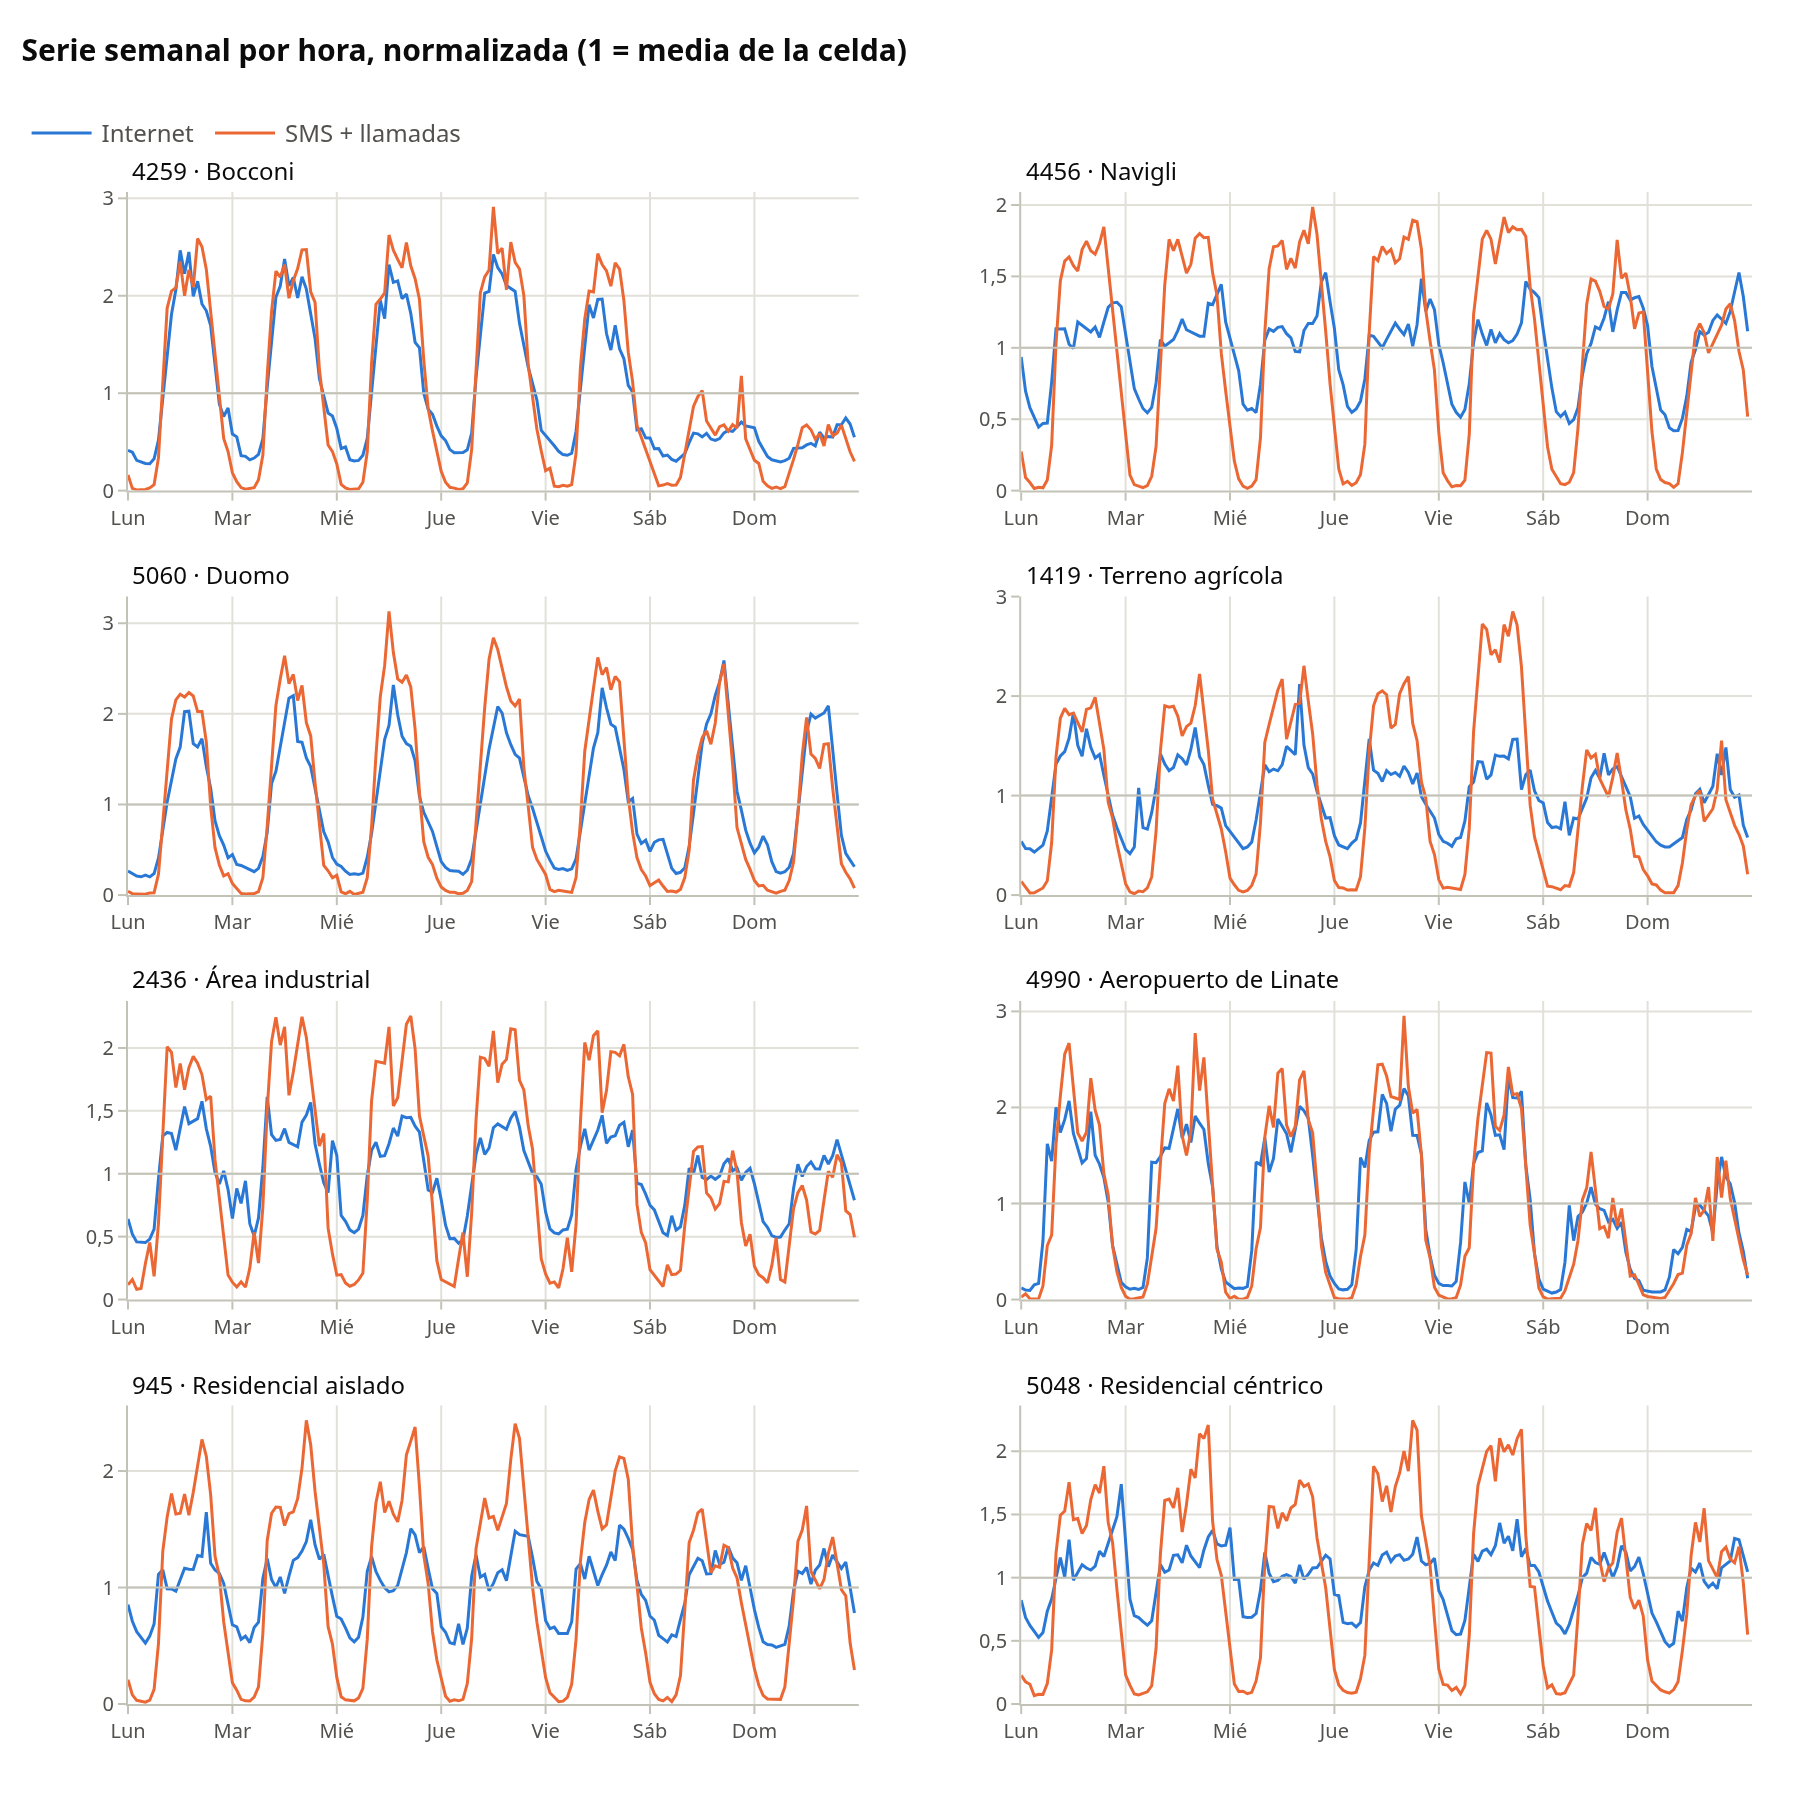 Serie semanal por hora, normalizada (1 = media de la celda)
Internet SMS + llamadas
4259 · Bocconi
3
2
1
0
Lun Mar Mié Jue Vie Sáb Dom
4456 · Navigli
2
1,5
1
0,5
0
Lun Mar Mié Jue Vie Sáb Dom
5060 · Duomo
3
2
1
0
Lun Mar Mié Jue Vie Sáb Dom
1419 · Terreno agrícola
3
2
1
0
Lun Mar Mié Jue Vie Sáb Dom
2436 · Área industrial
2
1,5
1
0,5
0
Lun Mar Mié Jue Vie Sáb Dom
4990 · Aeropuerto de Linate
3
2
1
0
Lun Mar Mié Jue Vie Sáb Dom
945 · Residencial aislado
2
1
0
Lun Mar Mié Jue Vie Sáb Dom
5048 · Residencial céntrico
2
1,5
1
0,5
0
Lun Mar Mié Jue Vie Sáb Dom